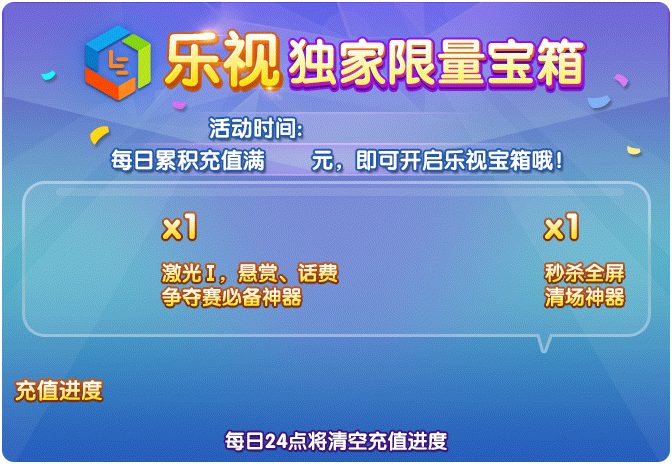 乐视独家限量宝箱
活动时间:
每日累积充值满 元，即可开启乐视宝箱哦！
x1 x1
激光Ⅰ，悬赏、话费 秒杀全屏
争夺赛必备神器 清场神器
充值进度
每日24点将清空充值进度